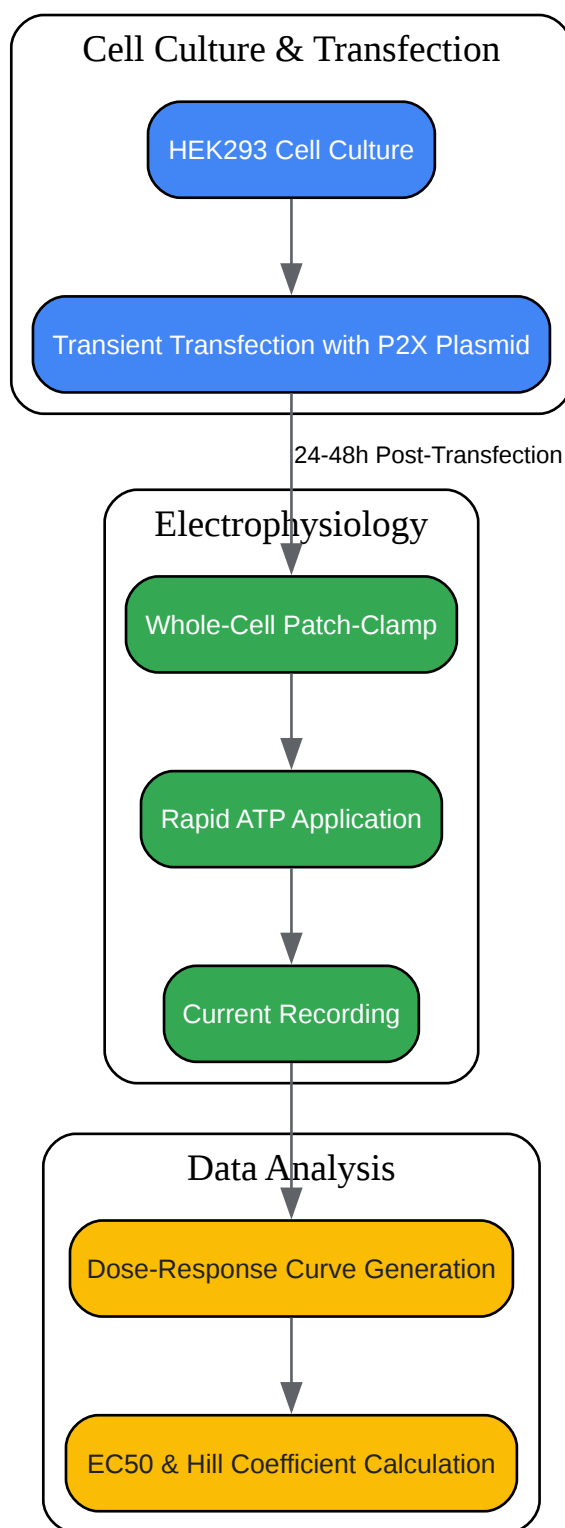 Cell Culture & Transfection
HEK293 Cell Culture
Transient Transfection with P2X Plasmid
24-48h Post-Transfection
Electrophysiology
Whole-Cell Patch-Clamp
Rapid ATP Application
Current Recording
Data Analysis
Dose-Response Curve Generation
EC50 & Hill Coefficient Calculation